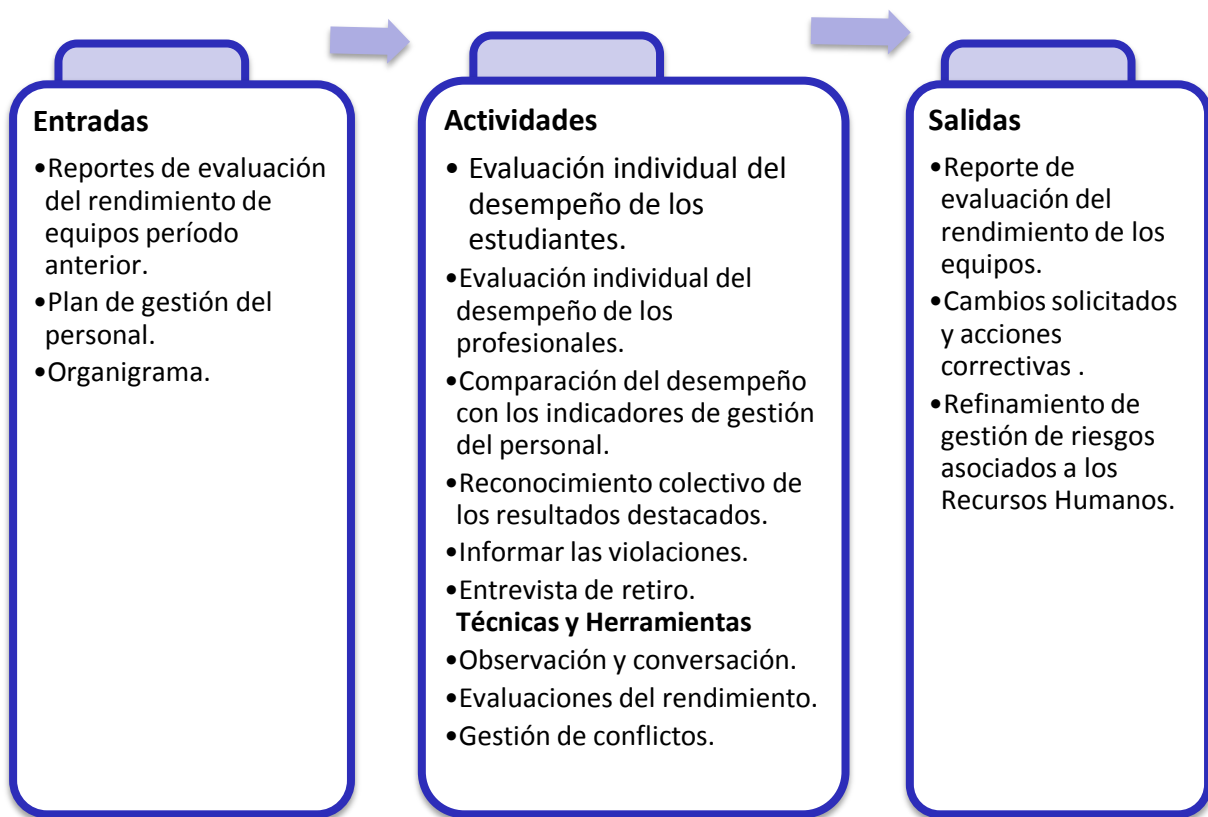 Entradas
•Reportes de evaluación
del rendimiento de
equipos período
anterior.
•Plan de gestión del
personal.
•Organigrama.
Actividades
• Evaluación individual del
desempeño de los
estudiantes.
•Evaluación individual del
desempeño de los
profesionales.
•Comparación del desempeño
con los indicadores de gestión
del personal.
•Reconocimiento colectivo de
los resultados destacados.
•Informar las violaciones.
•Entrevista de retiro.
Técnicas y Herramientas
•Observación y conversación.
•Evaluaciones del rendimiento.
•Gestión de conflictos.
Salidas
•Reporte de
evaluación del
rendimiento de los
equipos.
•Cambios solicitados
y acciones
correctivas .
•Refinamiento de
gestión de riesgos
asociados a los
Recursos Humanos.